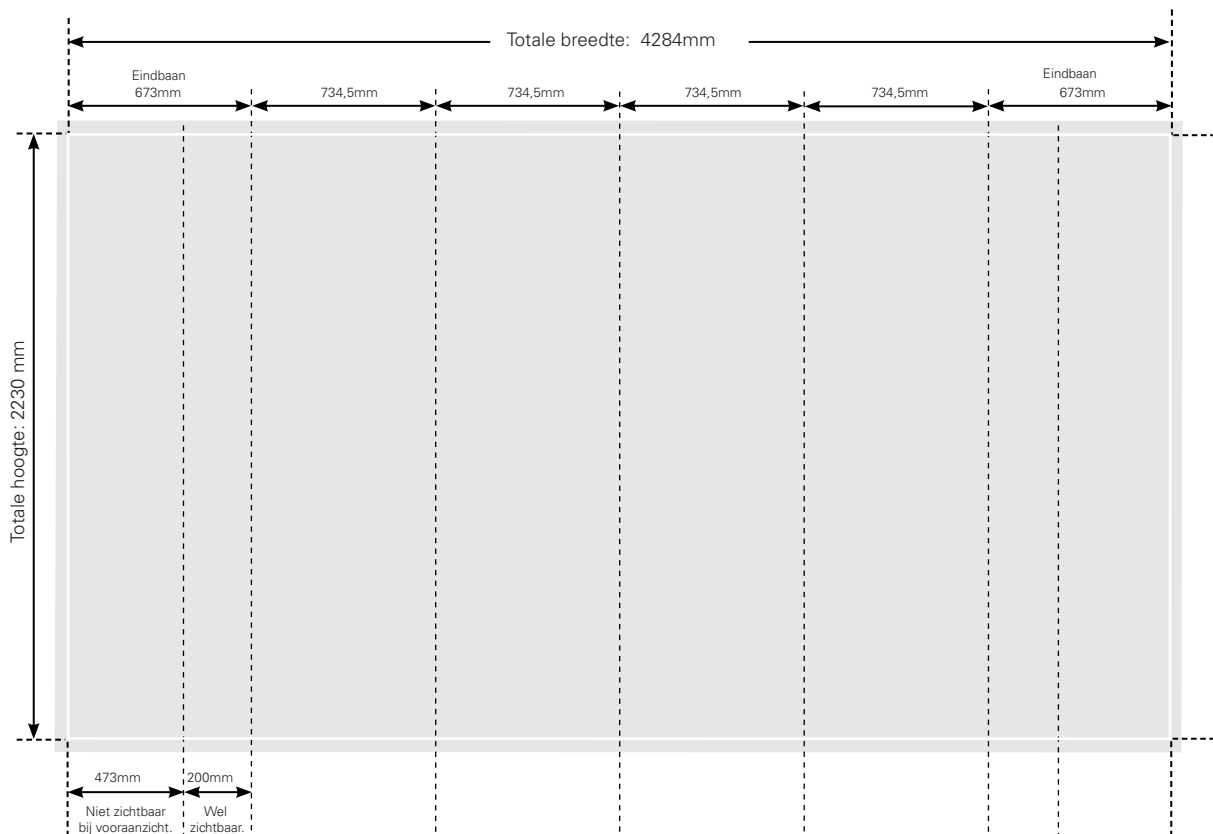 Totale breedte: 4284mm
Eindbaan
673mm
734,5mm
734,5mm
734,5mm
734,5mm
Eindbaan
673mm
Totale hoogte: 2230 mm
473mm
200mm
Niet zichtbaar
bij vooraanzicht.
Wel
zichtbaar.